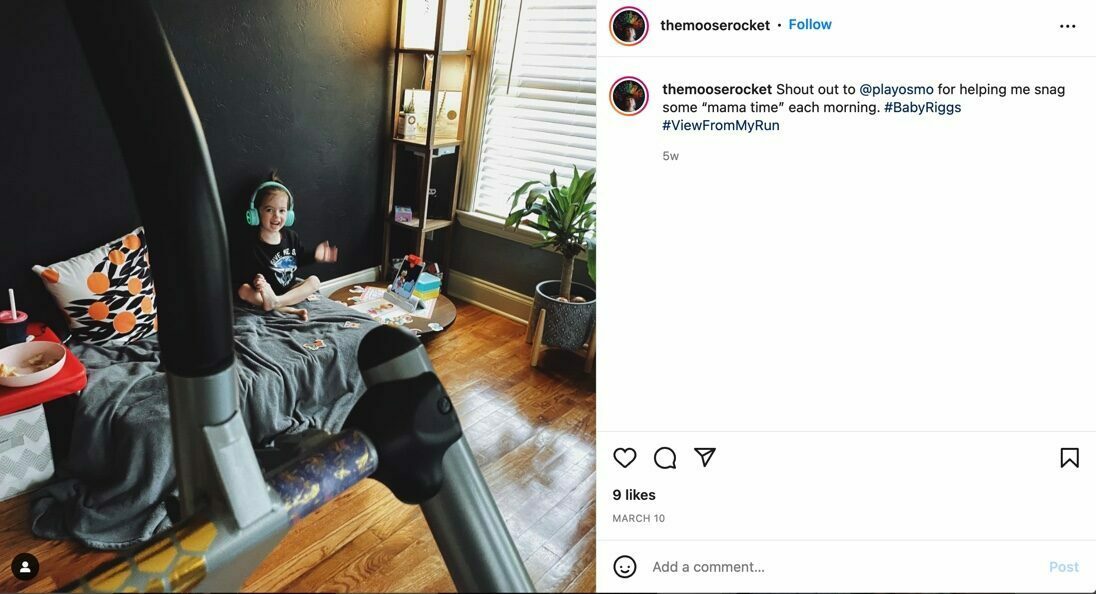 themooserocket • Follow
themooserocket Shout out to @playosmo for helping me snag
some “mama time” each morning. #BabyRiggs
#ViewFromMyRun
5w
9 likes
MARCH 10
Add a comment...
Post